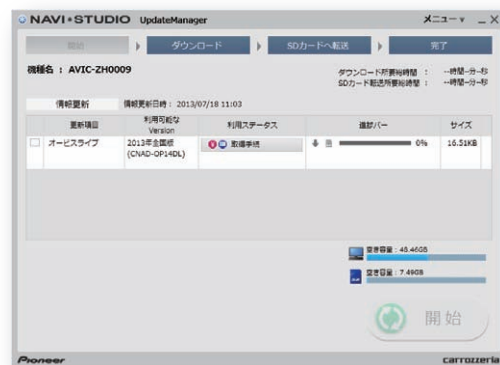 NAVI•STUDIO UpdateManager メニュー ▼ _ X
開始 ダウンロード SDカードへ転送 完了
機種名 : AVIC-ZH0009
ダウンロード所要総時間 : --時間--分--秒
SDカード転送所要総時間 : --時間--分--秒
情報更新 情報更新日時 : 2013/07/18 11:03
更新項目 利用可能な Version 利用ステータス 進捗バー サイズ
オービスライブ 2013年全国版 取得手続 0% 16.51KB
(CNAD-OP14DL)
空き容量 : 48.46GB
空き容量 : 7.49GB
開始
Pioneer carrozzeria